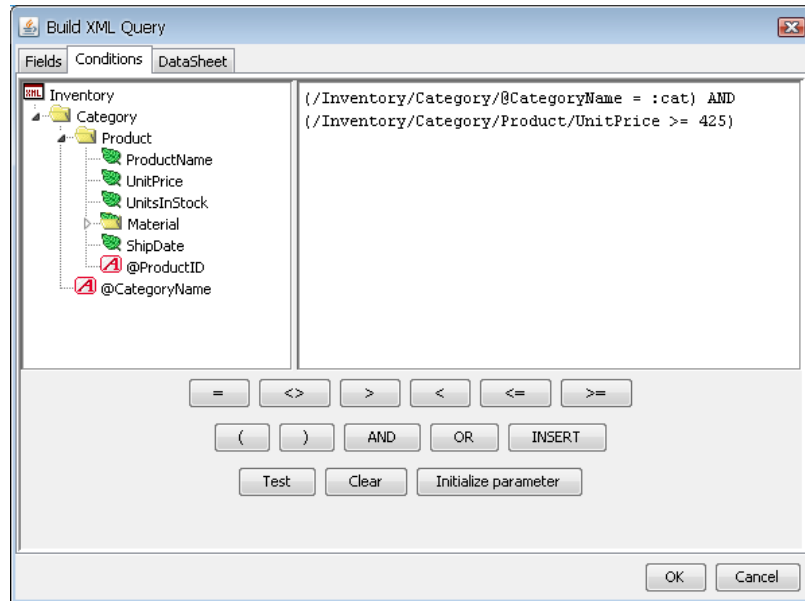 Build XML Query
Fields Conditions DataSheet
XML Inventory
Category
Product
ProductName
UnitPrice
UnitsInStock
Material
ShipDate
A @ProductID
A @CategoryName
(/Inventory/Category/@CategoryName = :cat) AND
(/Inventory/Category/Product/UnitPrice >= 425)
= <> > < <= >=
( ) AND OR INSERT
Test Clear Initialize parameter
OK Cancel